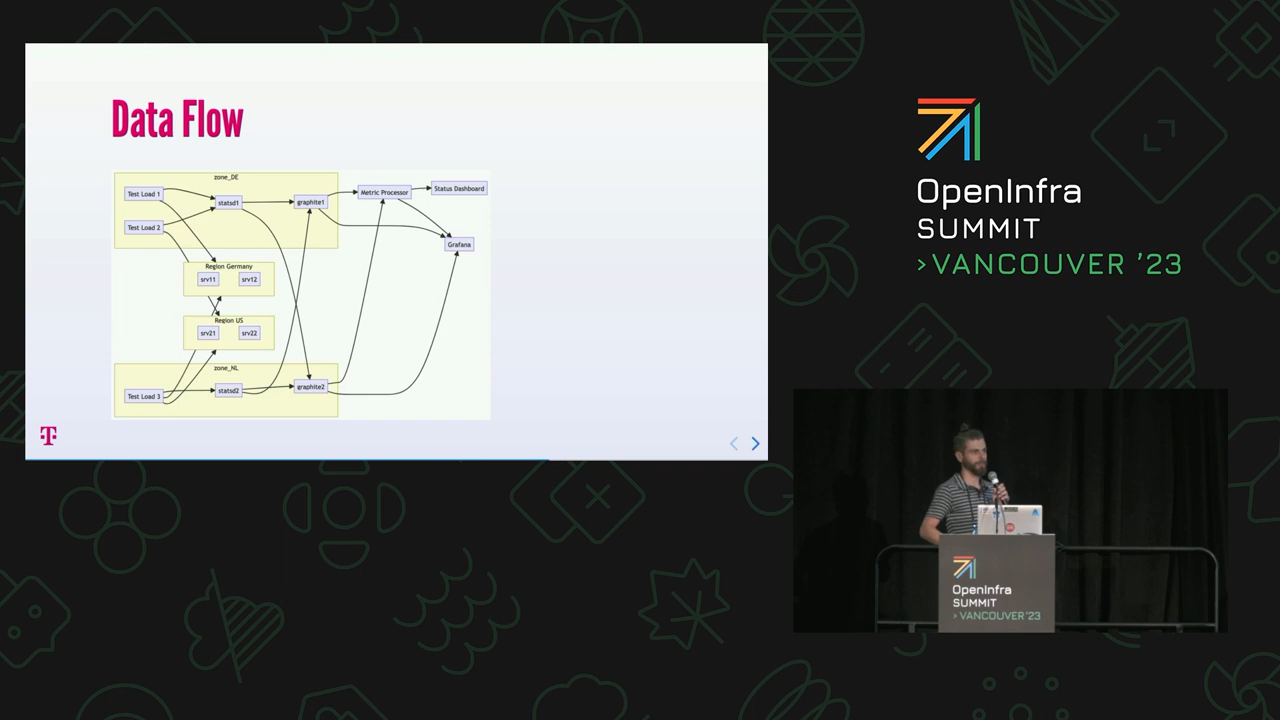 Data Flow
zone_DE
Test Load 1
statsd1
graphite1
Metric Processor
Status Dashboard
Test Load 2
Grafana
Region Germany
srv11
srv12
Region US
srv21
srv22
zone_NL
Test Load 3
statsd2
graphite2
T
OpenInfra
SUMMIT
>VANCOUVER '23
OpenInfra
SUMMIT
>VANCOUVER '23